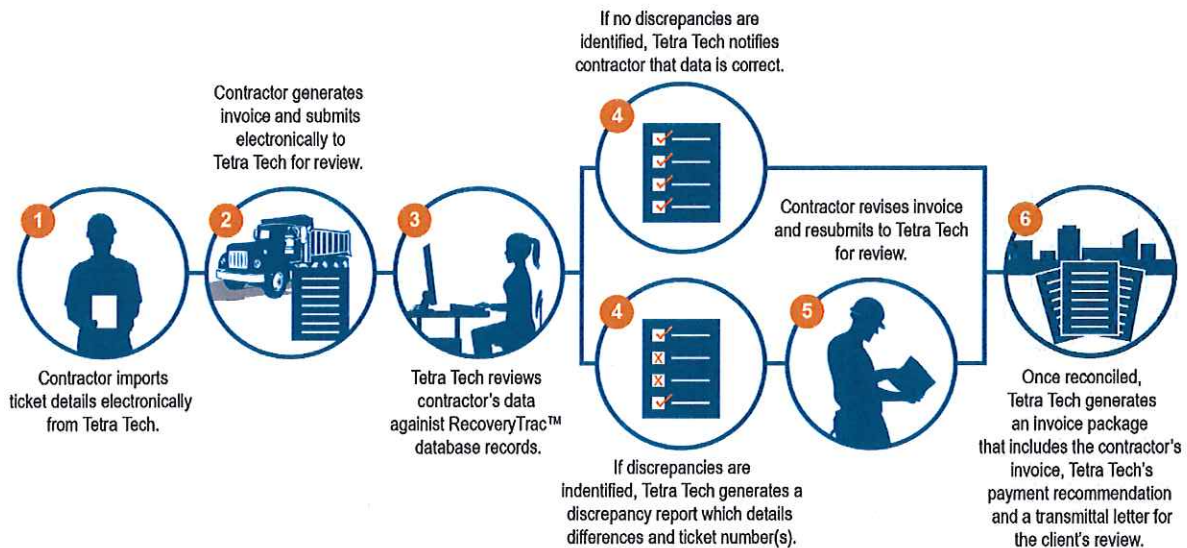 1
Contractor imports
ticket details electronically
from Tetra Tech.
Contractor generates
invoice and submits
electronically to
Tetra Tech for review.
2
3
Tetra Tech reviews
contractor's data
againist RecoveryTrac™
database records.
If no discrepancies are
identified, Tetra Tech notifies
contractor that data is correct.
4
4
If discrepancies are
indentified, Tetra Tech generates a
discrepancy report which details
differences and ticket number(s).
Contractor revises invoice
and resubmits to Tetra Tech
for review.
5
6
Once reconciled,
Tetra Tech generates
an invoice package
that includes the contractor's
invoice, Tetra Tech's
payment recommendation
and a transmittal letter for
the client's review.